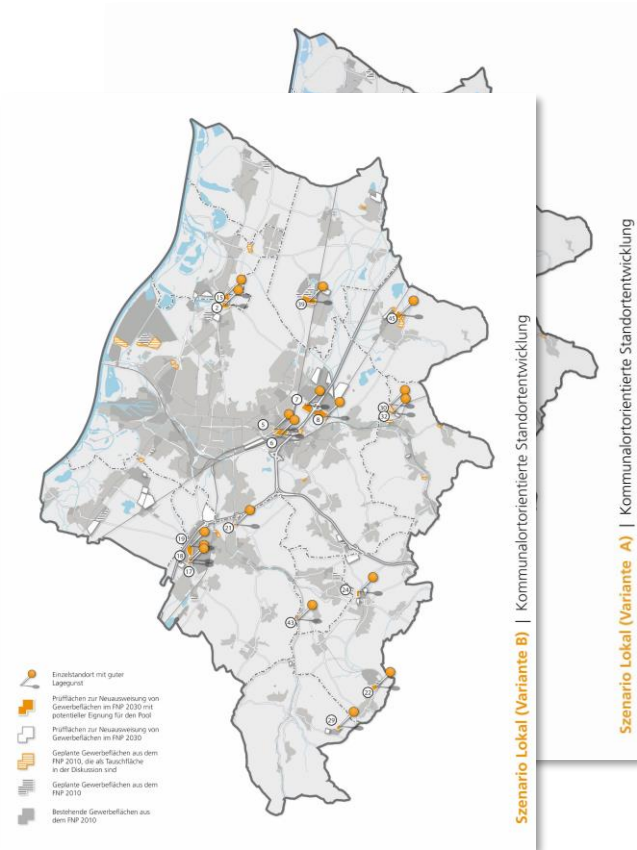 15
2
39
45
7
5
8
6
30
32
21
19
18
17
24
43
22
29
Einzelstandort mit guter
Lagegunst
Prüfflächen zur Neuausweisung von
Gewerbeflächen im FNP 2030 mit
potentieller Eignung für den Pool
Prüfflächen zur Neuausweisung von
Gewerbeflächen im FNP 2030
Geplante Gewerbeflächen aus dem
FNP 2010, die als Tauschfläche
in der Diskussion sind
Geplante Gewerbeflächen aus dem
FNP 2010
Bestehende Gewerbeflächen aus
dem FNP 2010
Szenario Lokal (Variante B) | Kommunalortorientierte Standortentwicklung
Szenario Lokal (Variante A) | Kommunalortorientierte Standortentwicklung